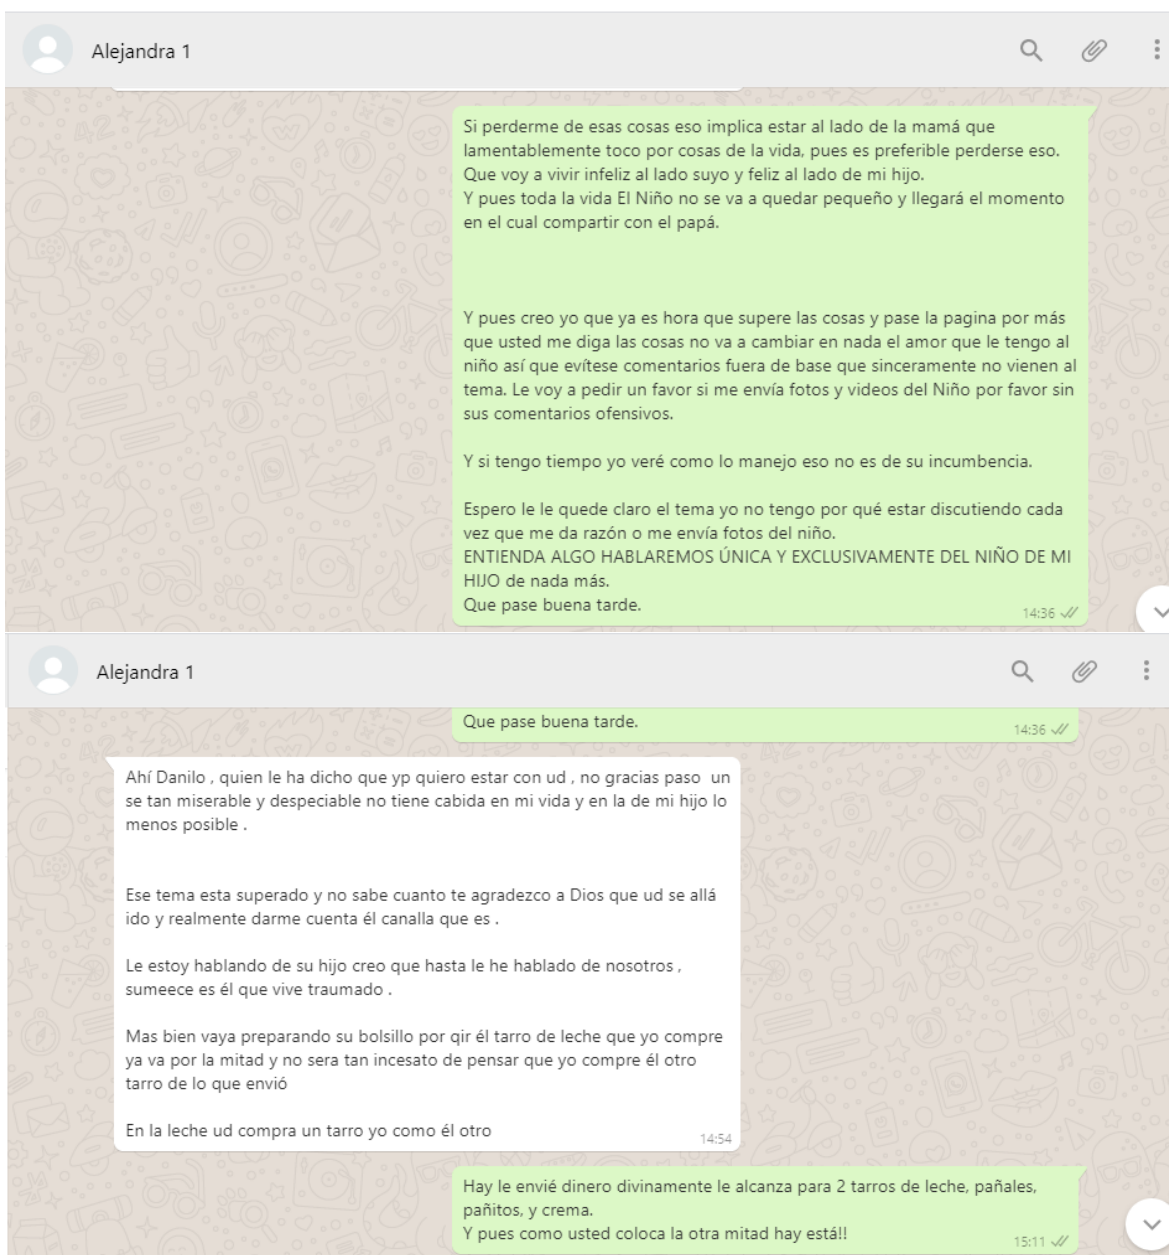 Alejandra 1
Si perderme de esas cosas eso implica estar al lado de la mamá que
lamentablemente toco por cosas de la vida, pues es preferible perderse eso.
Que voy a vivir infeliz al lado suyo y feliz al lado de mi hijo.
Y pues toda la vida El Niño no se va a quedar pequeño y llegará el momento
en el cual compartir con el papá.
Y pues creo yo que ya es hora que supere las cosas y pase la pagina por más
que usted me diga las cosas no va a cambiar en nada el amor que le tengo al
niño así que evítese comentarios fuera de base que sinceramente no vienen al
tema. Le voy a pedir un favor si me envía fotos y videos del Niño por favor sin
sus comentarios ofensivos.
Y si tengo tiempo yo veré como lo manejo eso no es de su incumbencia.
Espero le le quede claro el tema yo no tengo por qué estar discutiendo cada
vez que me da razón o me envía fotos del niño.
ENTIENDA ALGO HABLAREMOS ÚNICA Y EXCLUSIVAMENTE DEL NIÑO DE MI
HIJO de nada más.
Que pase buena tarde.
14:36
Alejandra 1
Que pase buena tarde.
14:36
Ahí Danilo , quien le ha dicho que yp quiero estar con ud , no gracias paso un
se tan miserable y despeciable no tiene cabida en mi vida y en la de mi hijo lo
menos posible .
Ese tema esta superado y no sabe cuanto te agradezco a Dios que ud se allá
ido y realmente darme cuenta él canalla que es .
Le estoy hablando de su hijo creo que hasta le he hablado de nosotros ,
sumeece es él que vive traumado .
Mas bien vaya preparando su bolsillo por qir él tarro de leche que yo compre
ya va por la mitad y no sera tan incesato de pensar que yo compre él otro
tarro de lo que envió
En la leche ud compra un tarro yo como él otro
14:54
Hay le envié dinero divinamente le alcanza para 2 tarros de leche, pañales,
pañitos, y crema.
Y pues como usted coloca la otra mitad hay está!!
15:11